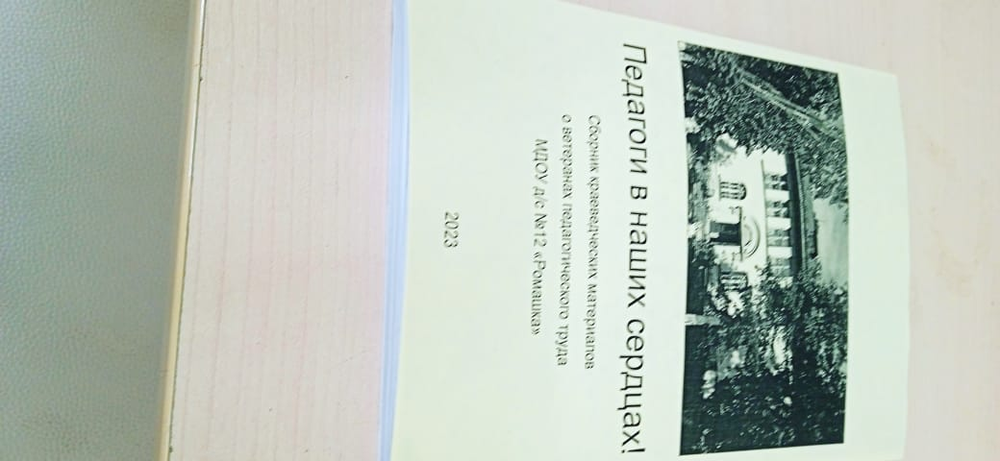 Педагоги в наших сердцах!
Сборник краеведческих материалов
о ветеранах педагогического труда
МДОУ д/с №12 «Ромашка»
2023